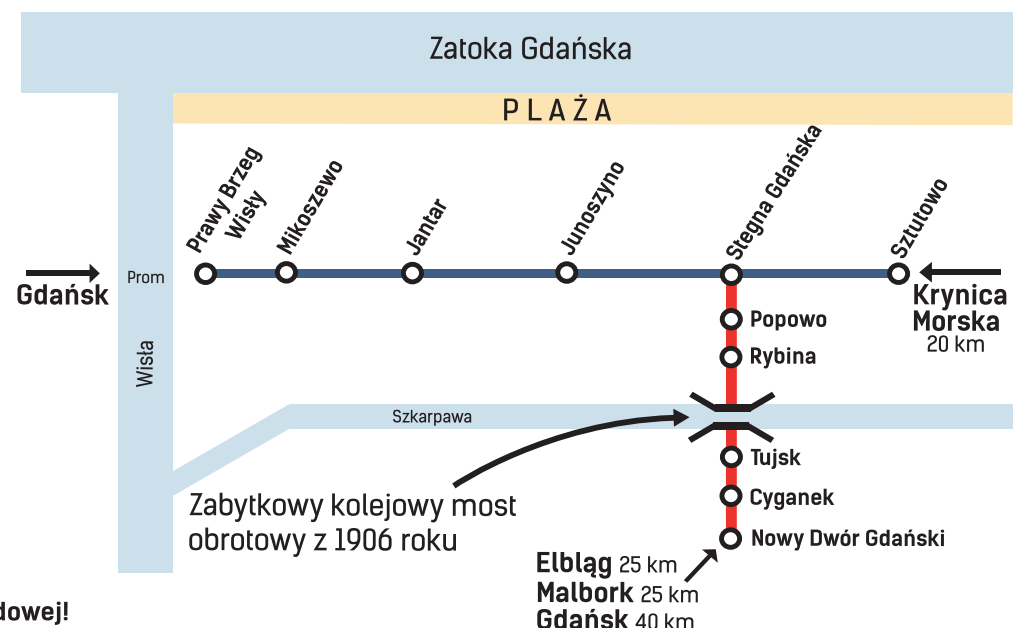 Zatoka Gdańska
PLAŻA
Prawy Brzeg
Wisły
Mikoszewo
Jantar
Junoszyno
Stegna Gdańska
Sztutowo
Gdańsk
Prom
Krynica
Morska
20 km
Popowo
Rybina
Wisła
Szkarpawa
Tujsk
Cyganek
Nowy Dwór Gdański
Zabytkowy kolejowy most
obrotowy z 1906 roku
Elbląg 25 km
Malbork 25 km
Gdańsk 40 km
dowej!